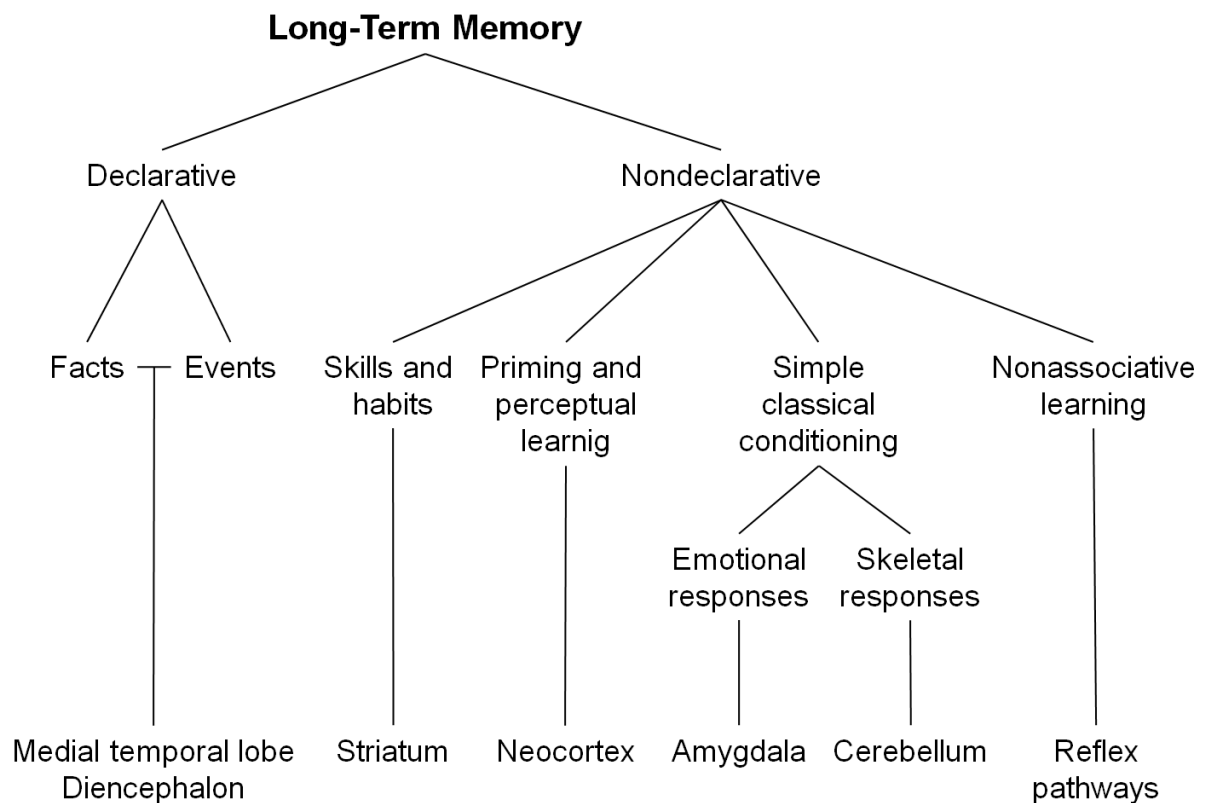 Long-Term Memory
Declarative
Nondeclarative
Facts
Events
Skills and
habits
Priming and
perceptual
learnig
Simple
classical
conditioning
Nonassociative
learning
Emotional
responses
Skeletal
responses
Medial temporal lobe
Diencephalon
Striatum
Neocortex
Amygdala
Cerebellum
Reflex
pathways